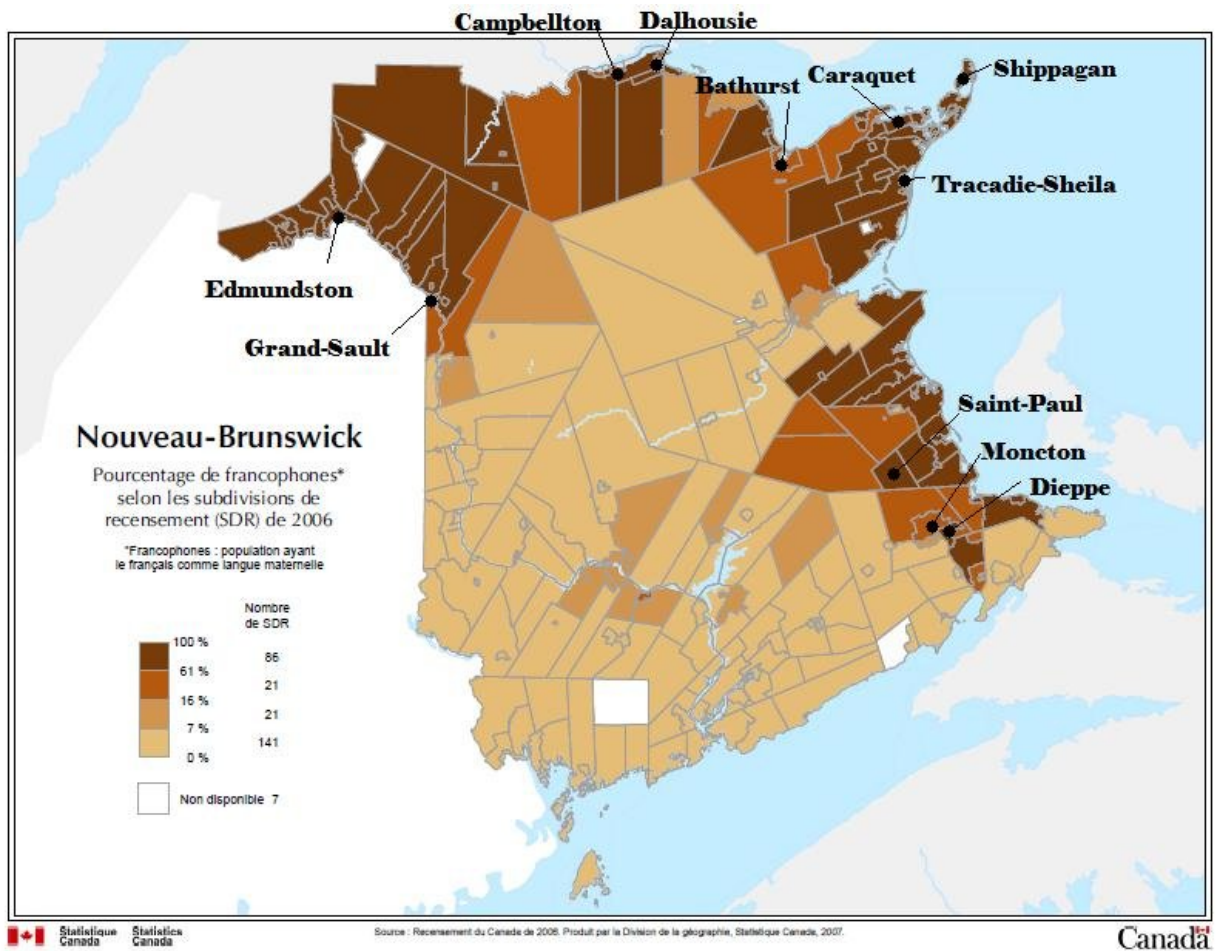 Campbellton
Dalhousie
Bathurst
Caraquet
Shippagan
Tracadie-Sheila
Edmundston
Grand-Sault
Saint-Paul
Moncton
Dieppe
Nouveau-Brunswick
Pourcentage de francophones*
selon les subdivisions de
recensement (SDR) de 2006
*Francophones : population ayant
le français comme langue maternelle
Nombre
de SDR
100 %
86
61 %
21
16 %
21
7 %
141
0 %
Non disponible 7
Statistique Statistics
Canada Canada
Source : Recensement du Canada de 2006. Produit par la Division de la géographie, Statistique Canada, 2007.
Canada